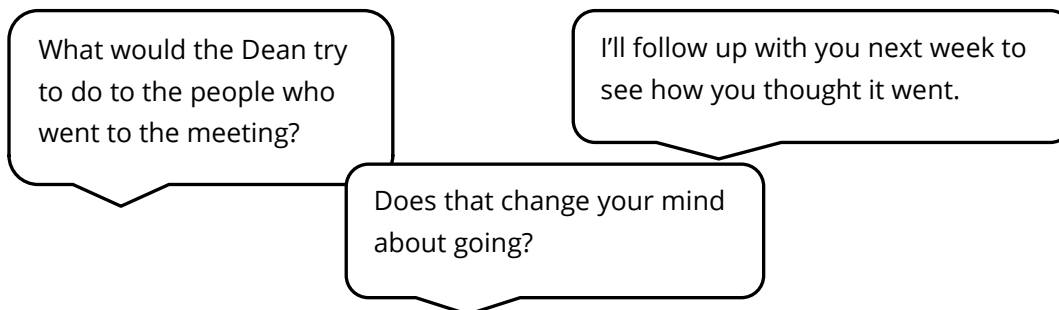 What would the Dean try
to do to the people who
went to the meeting?
I’ll follow up with you next week to
see how you thought it went.
Does that change your mind
about going?